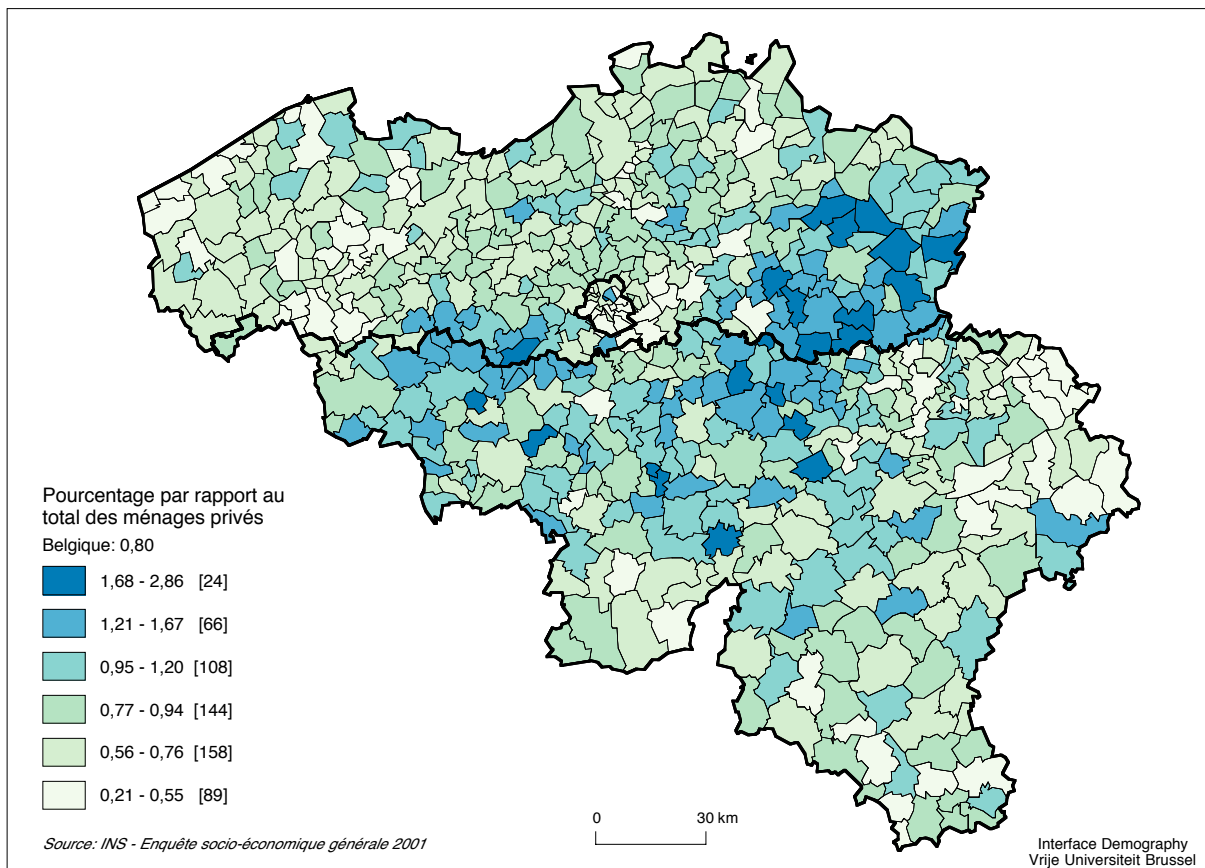 Pourcentage par rapport au
total des ménages privés
Belgique: 0,80
1,68 - 2,86 [24]
1,21 - 1,67 [66]
0,95 - 1,20 [108]
0,77 - 0,94 [144]
0,56 - 0,76 [158]
0,21 - 0,55 [89]
0 30 km
Source: INS - Enquête socio-économique générale 2001
Interface Demography
Vrije Universiteit Brussel